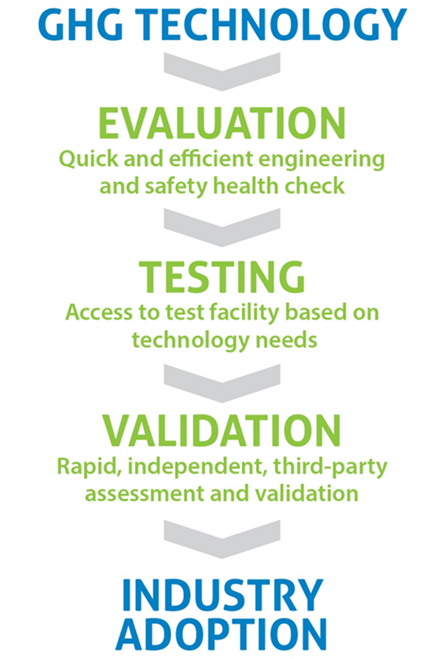 GHG TECHNOLOGY
EVALUATION
Quick and efficient engineering
and safety health check
TESTING
Access to test facility based on
technology needs
VALIDATION
Rapid, independent, third-party
assessment and validation
INDUSTRY
ADOPTION